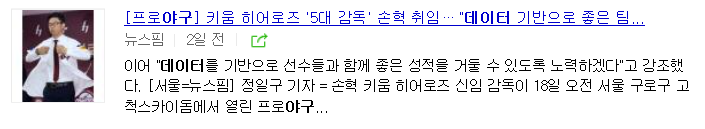 [프로야구] 키움 히어로즈 '5대 감독' 손혁 취임… "데이터 기반으로 좋은 팀...
뉴스핌 2일 전
이어 "데이터를 기반으로 선수들과 함께 좋은 성적을 거둘 수 있도록 노력하겠다"고 강조했
다. [서울=뉴스핌] 정일구 기자 = 손혁 키움 히어로즈 신임 감독이 18일 오전 서울 구로구 고
척스카이돔에서 열린 프로야구...